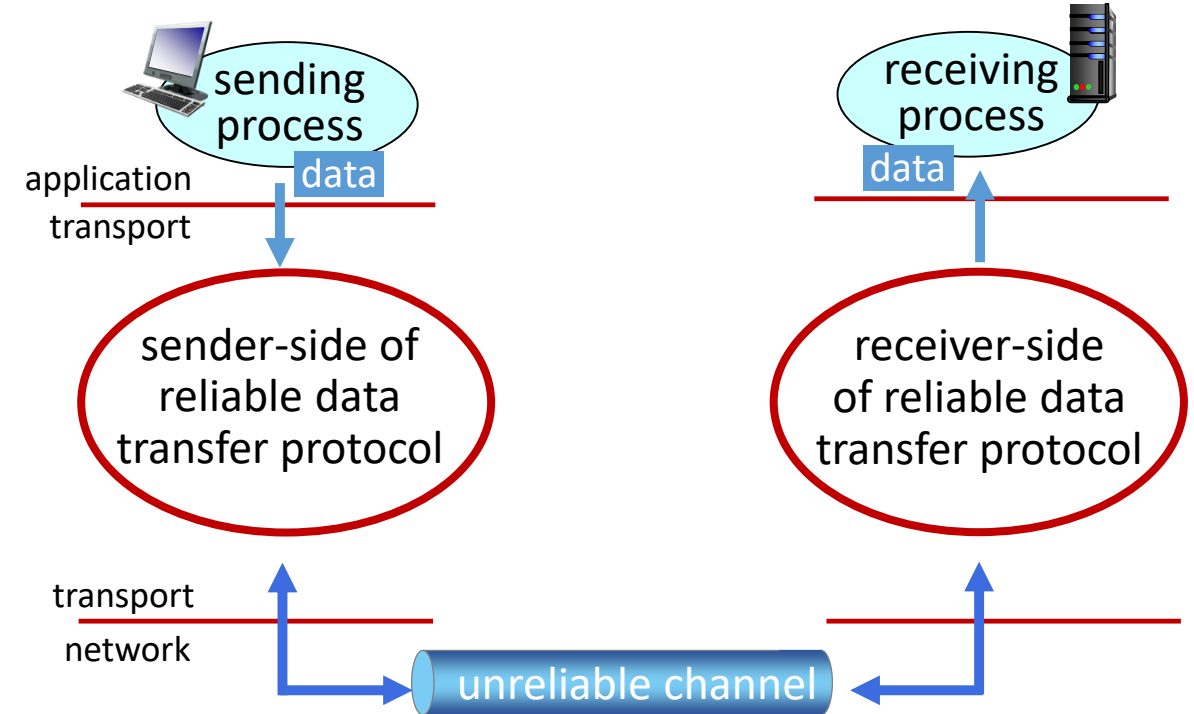 sending
process
data
application
transport
receiving
process
data
sender-side of
reliable data
transfer protocol
receiver-side
of reliable data
transfer protocol
transport
network
unreliable channel